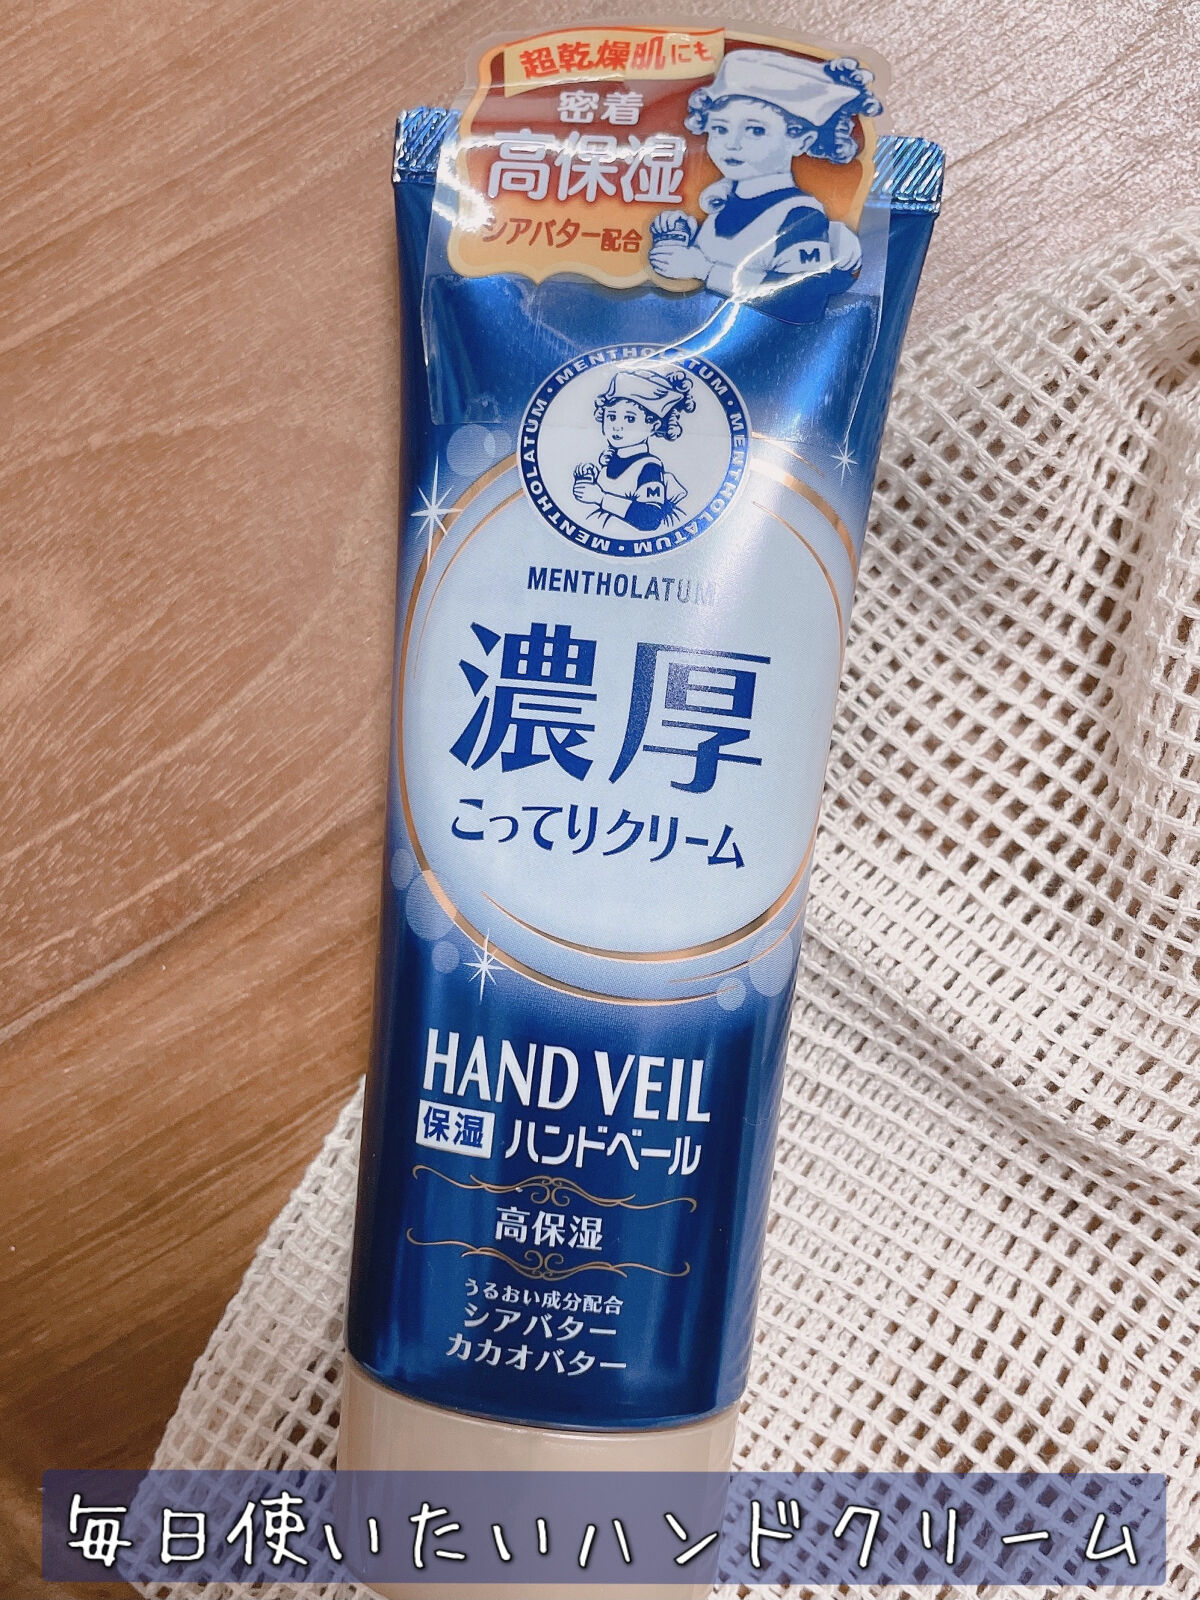 超乾燥肌にも
密着
高保湿
シアバター配合
M
MENTHOLATUM・MENTHOLATUM・MENTHOLATUM・MENTHOLATUM・
M
MENTHOLATUM
濃厚
こってりクリーム
HAND VEIL
保湿 ハンドベール
高保湿
うるおい成分配合
シアバター
カカオバター
毎日使いたいハンドクリーム